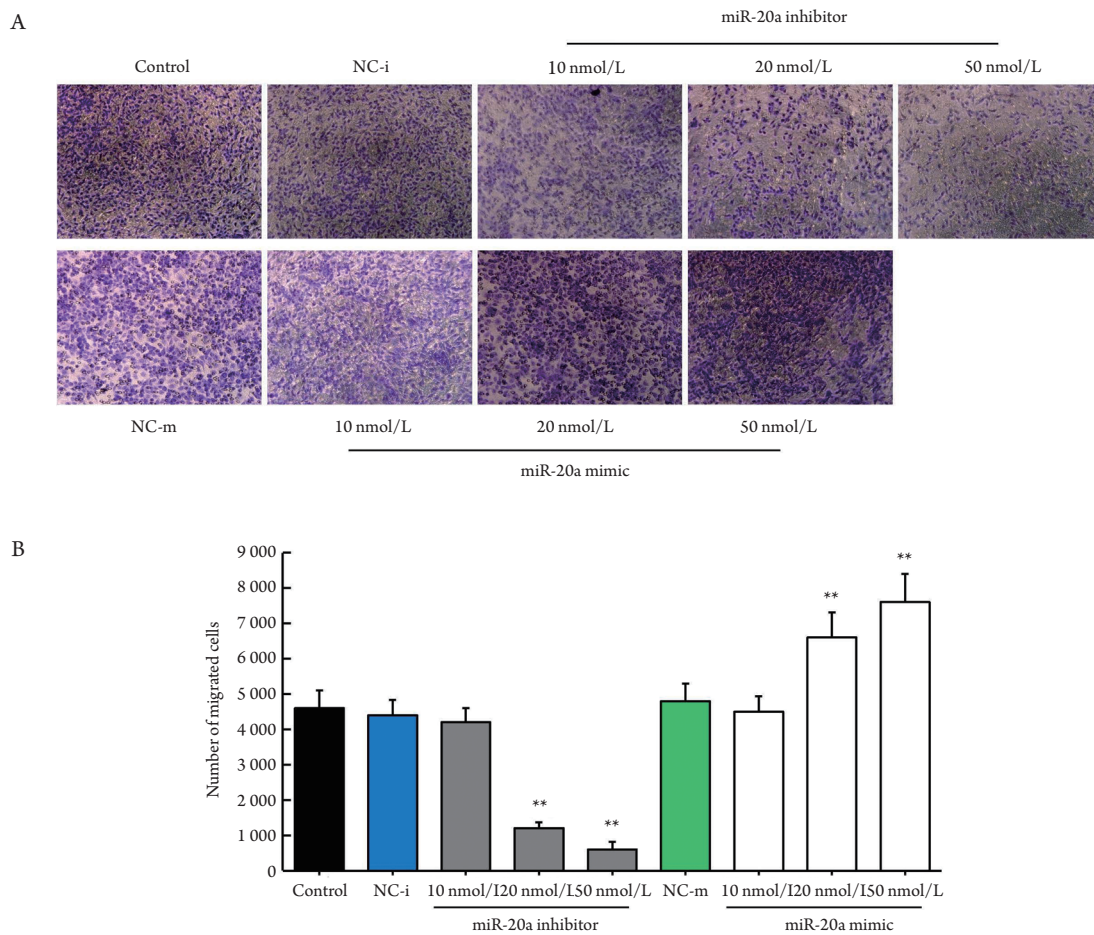 A
miR-20a inhibitor
Control NC-i 10 nmol/L 20 nmol/L 50 nmol/L
NC-m 10 nmol/L 20 nmol/L 50 nmol/L
miR-20a mimic
B
Number of migrated cells
9 000
8 000
7 000
6 000
5 000
4 000
3 000
2 000
1 000
0
** ** ** **
Control NC-i 10 nmol/L 20 nmol/L 50 nmol/L NC-m 10 nmol/L 20 nmol/L 50 nmol/L
miR-20a inhibitor miR-20a mimic